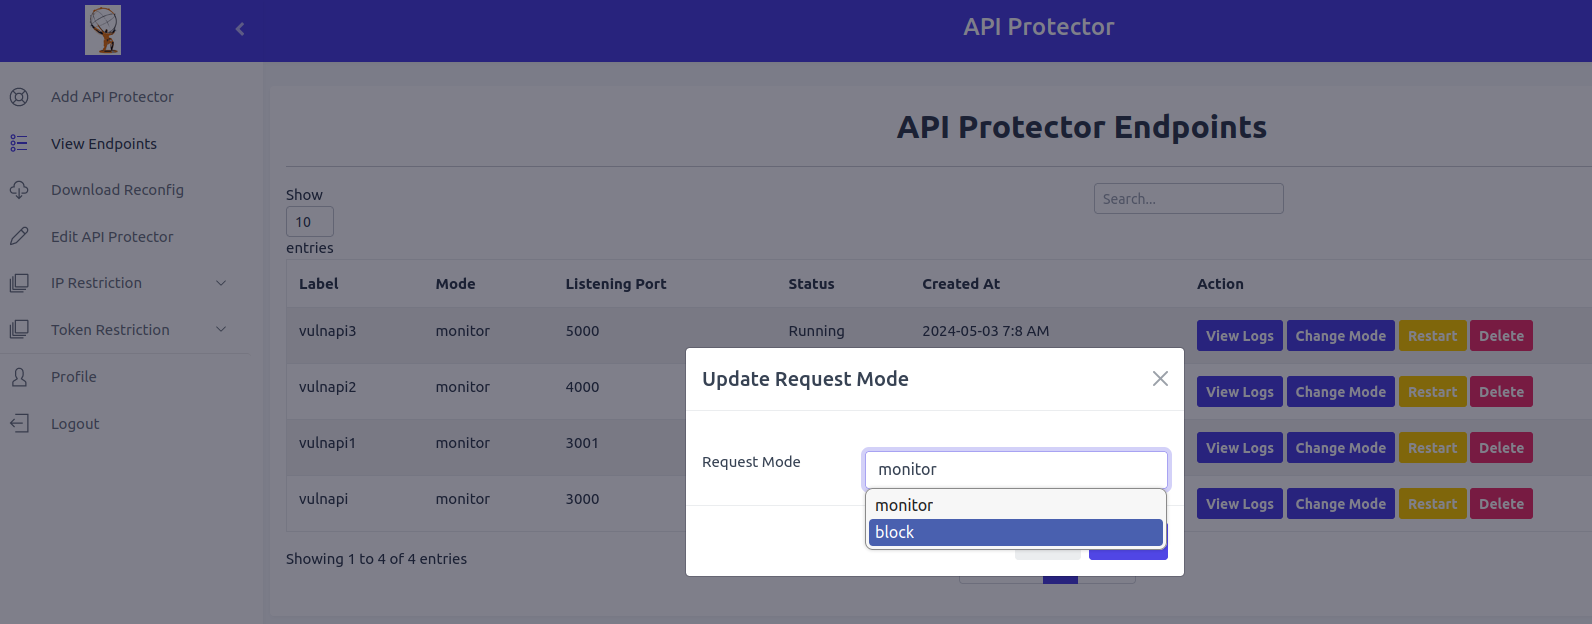 API Protector
Add API Protector
View Endpoints
Download Reconfig
Edit API Protector
IP Restriction
Token Restriction
Profile
Logout
API Protector Endpoints
Show
10
entries
Search...
Label Mode Listening Port Status Created At Action
vulnapi3 monitor 5000 Running 2024-05-03 7:8 AM View Logs Change Mode Restart Delete
vulnapi2 monitor 4000 View Logs Change Mode Restart Delete
vulnapi1 monitor 3001 View Logs Change Mode Restart Delete
vulnapi monitor 3000 View Logs Change Mode Restart Delete
Showing 1 to 4 of 4 entries
Update Request Mode
Request Mode
monitor
monitor
block